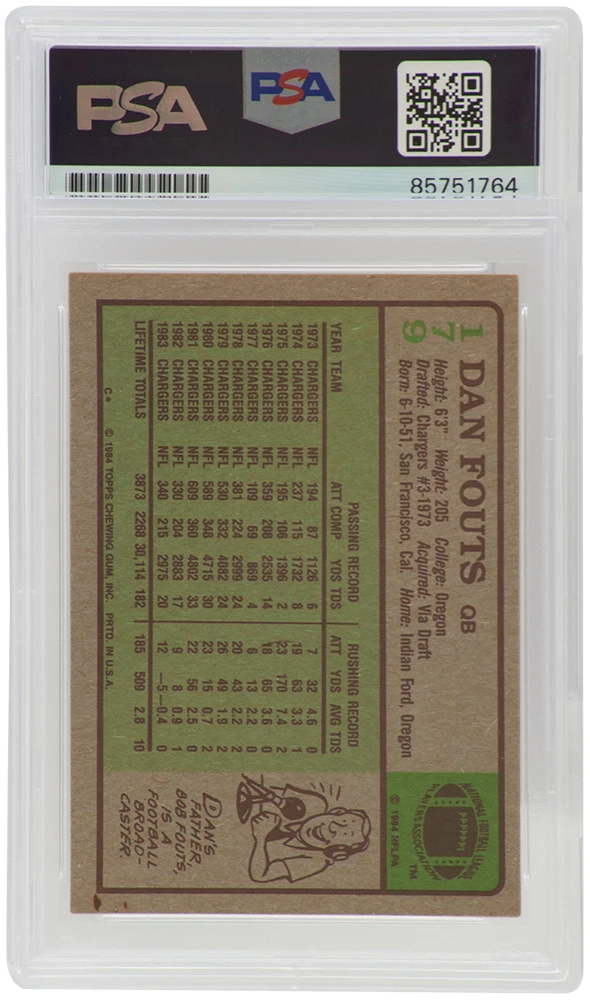 PSA
PSA
85751764
179
DAN FOUTS QB
Height: 6'3" Weight: 205 College: Oregon
Drafted: Chargers #3-1973 Acquired: Via Draft
Born: 6-10-51, San Francisco, Cal. Home: Indian Ford, Oregon
NATIONAL FOOTBALL LEAGUE
PLAYERS ASSOCIATION
TM
© 1984 NFLPA
PASSING RECORD RUSHING RECORD
YEAR TEAM ATT COMP YDS TDS ATT YDS AVG TDS
1973 CHARGERS NFL 194 87 1126 6 7 32 4.6 0
1974 CHARGERS NFL 237 115 1732 8 19 63 3.3 1
1975 CHARGERS NFL 195 106 1396 2 23 170 7.4 2
1976 CHARGERS NFL 359 208 2535 14 18 65 3.6 0
1977 CHARGERS NFL 109 69 869 4 6 13 2.2 0
1978 CHARGERS NFL 381 224 2999 24 20 43 2.2 2
1979 CHARGERS NFL 530 332 4082 24 26 49 1.9 2
1980 CHARGERS NFL 589 348 4715 30 23 15 0.7 2
1981 CHARGERS NFL 609 360 4802 33 22 56 2.5 0
1982 CHARGERS NFL 330 204 2883 17 9 8 0.9 1
1983 CHARGERS NFL 340 215 2975 20 12 -5 -0.4 0
LIFETIME TOTALS 3873 2268 30,114 182 185 509 2.8 10
C* © 1984 TOPPS CHEWING GUM, INC. PRTD. IN U.S.A.
DAN'S
FATHER,
BOB FOUTS,
IS A
FOOTBALL
BROAD-
CASTER.